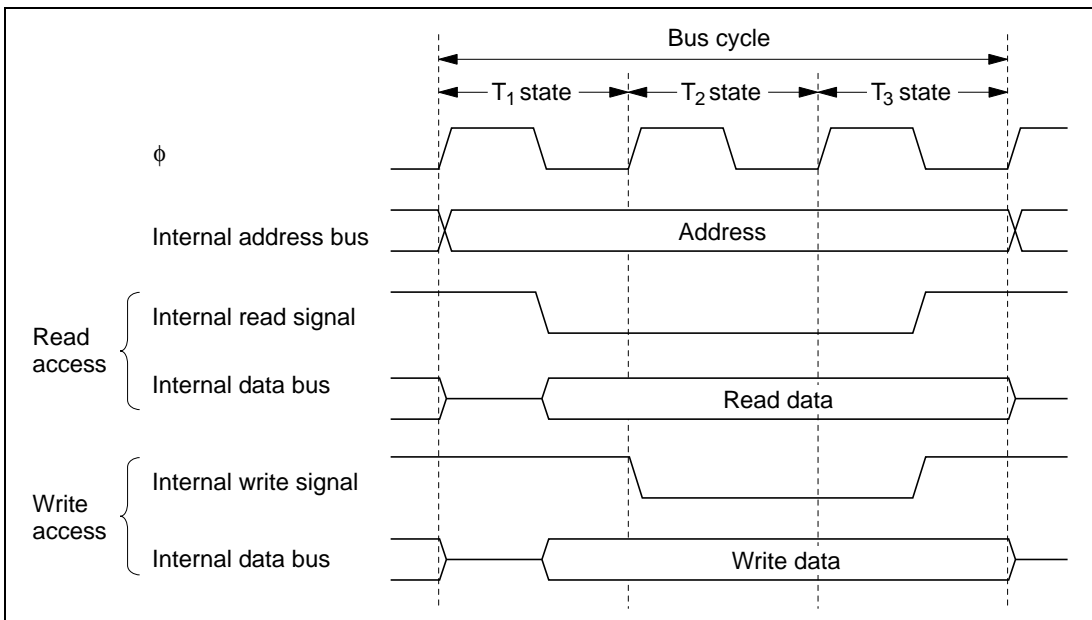 Bus cycle
T₁ state T₂ state T₃ state
ϕ
Internal address bus Address
Read access
Internal read signal
Internal data bus Read data
Write access
Internal write signal
Internal data bus Write data